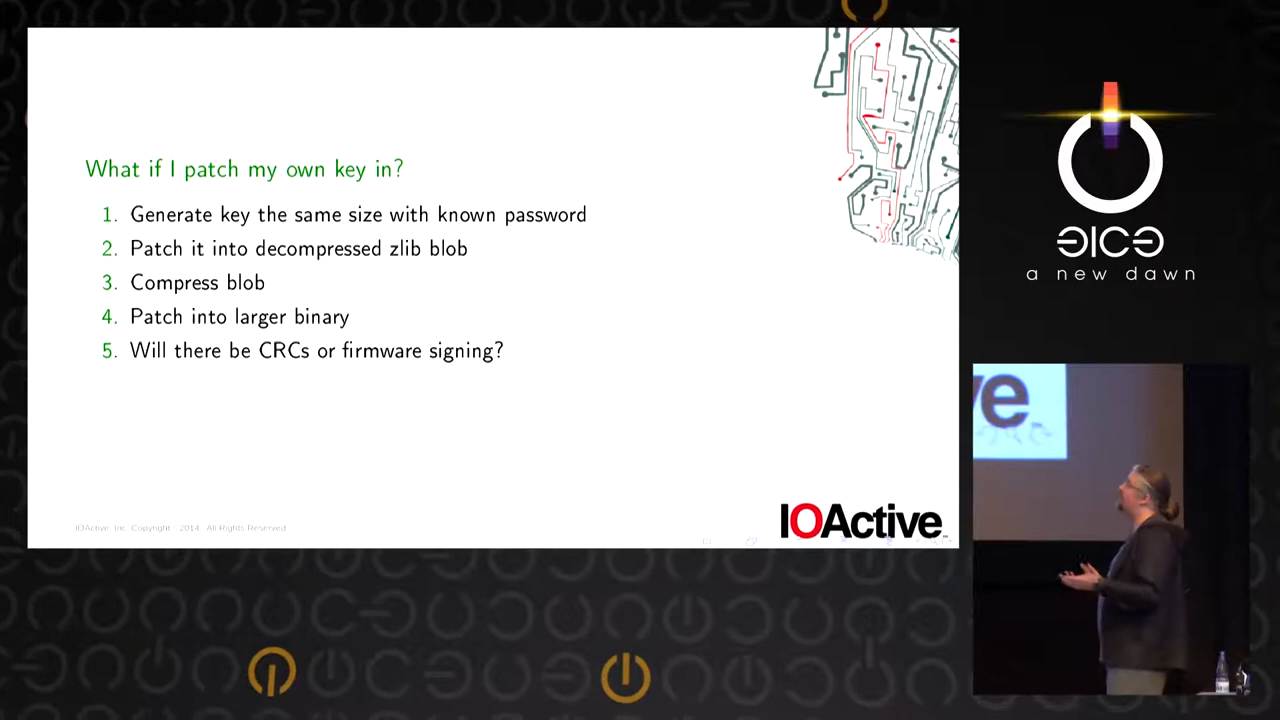 What if I patch my own key in?
1. Generate key the same size with known password
2. Patch it into decompressed zlib blob
3. Compress blob
4. Patch into larger binary
5. Will there be CRCs or firmware signing?
IOActive, Inc. Copyright 2014. All Rights Reserved.
IOActive
31C3
a new dawn
ve